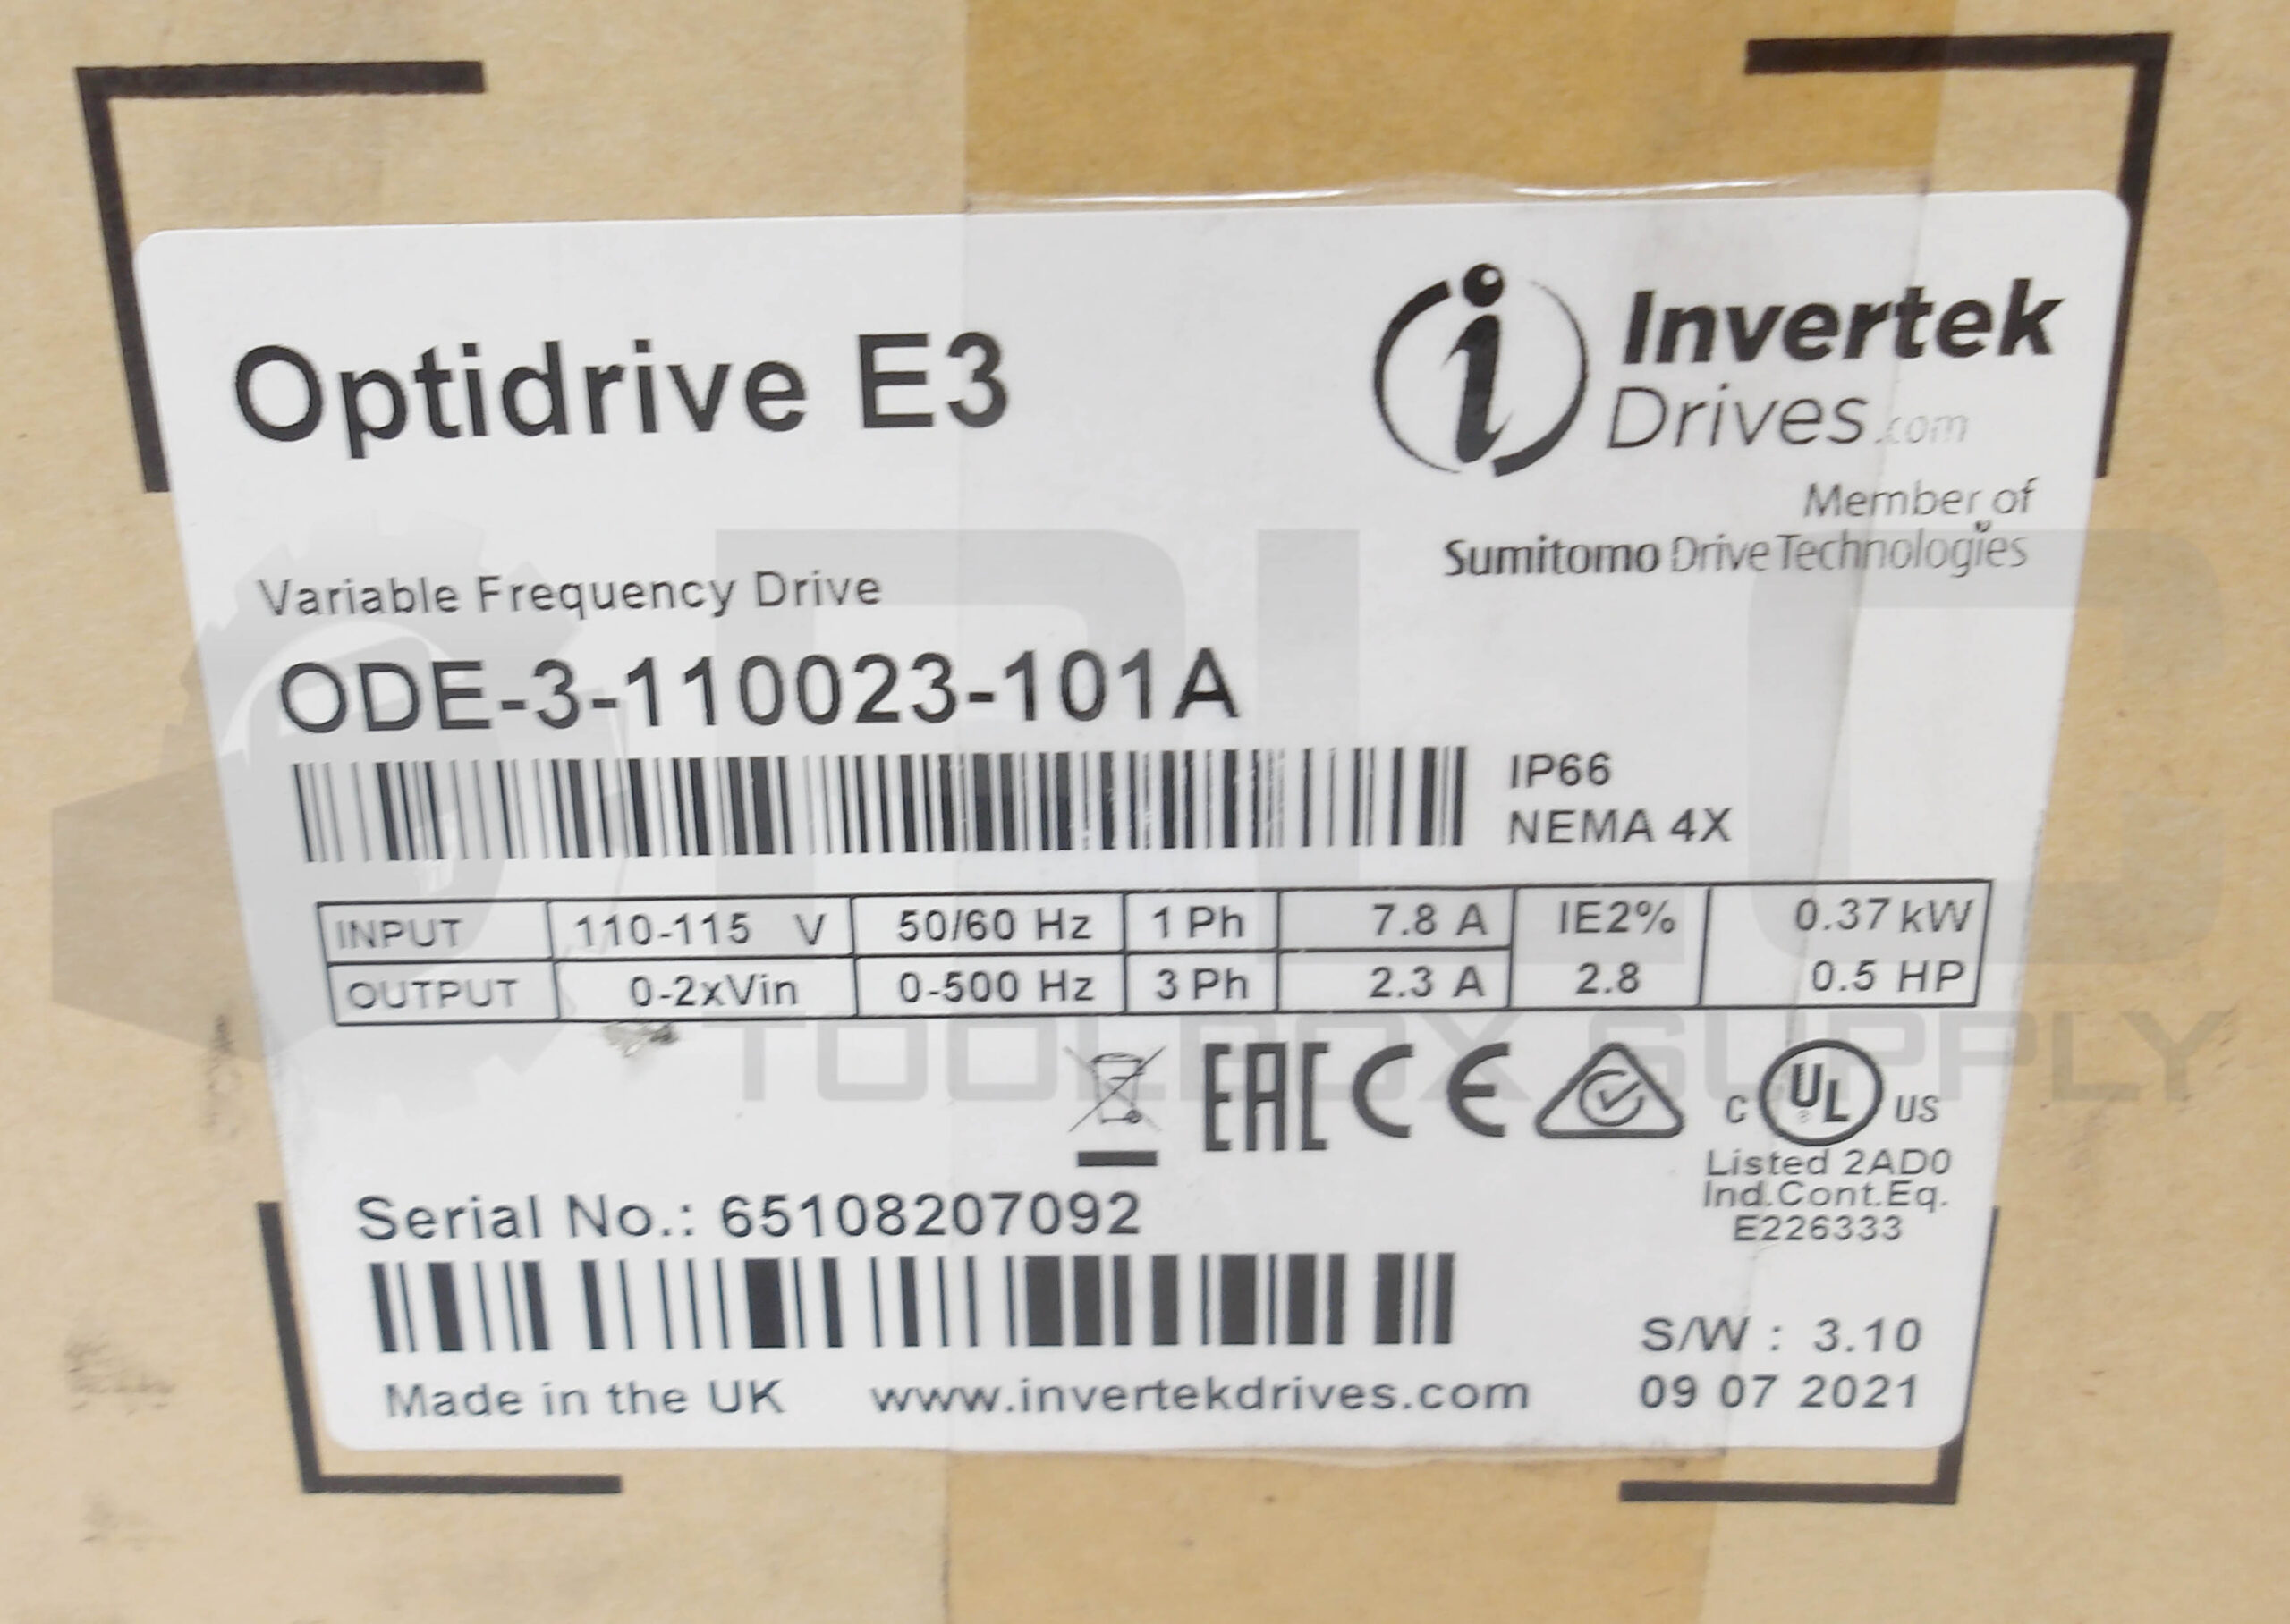 Optidrive E3
Invertek
Drives.com
Member of
Sumitomo Drive Technologies
Variable Frequency Drive
ODE-3-110023-101A
IP66
NEMA 4X
INPUT 110-115 V 50/60 Hz 1 Ph 7.8 A IE2% 0.37 kW
OUTPUT 0-2xVin 0-500 Hz 3 Ph 2.3 A 2.8 0.5 HP
EAC CE C UL US
Listed 2AD0
Ind.Cont.Eq.
E226333
Serial No.: 65108207092
S/W : 3.10
Made in the UK www.invertekdrives.com 09 07 2021
PLC
TOOLBOX SUPPLY